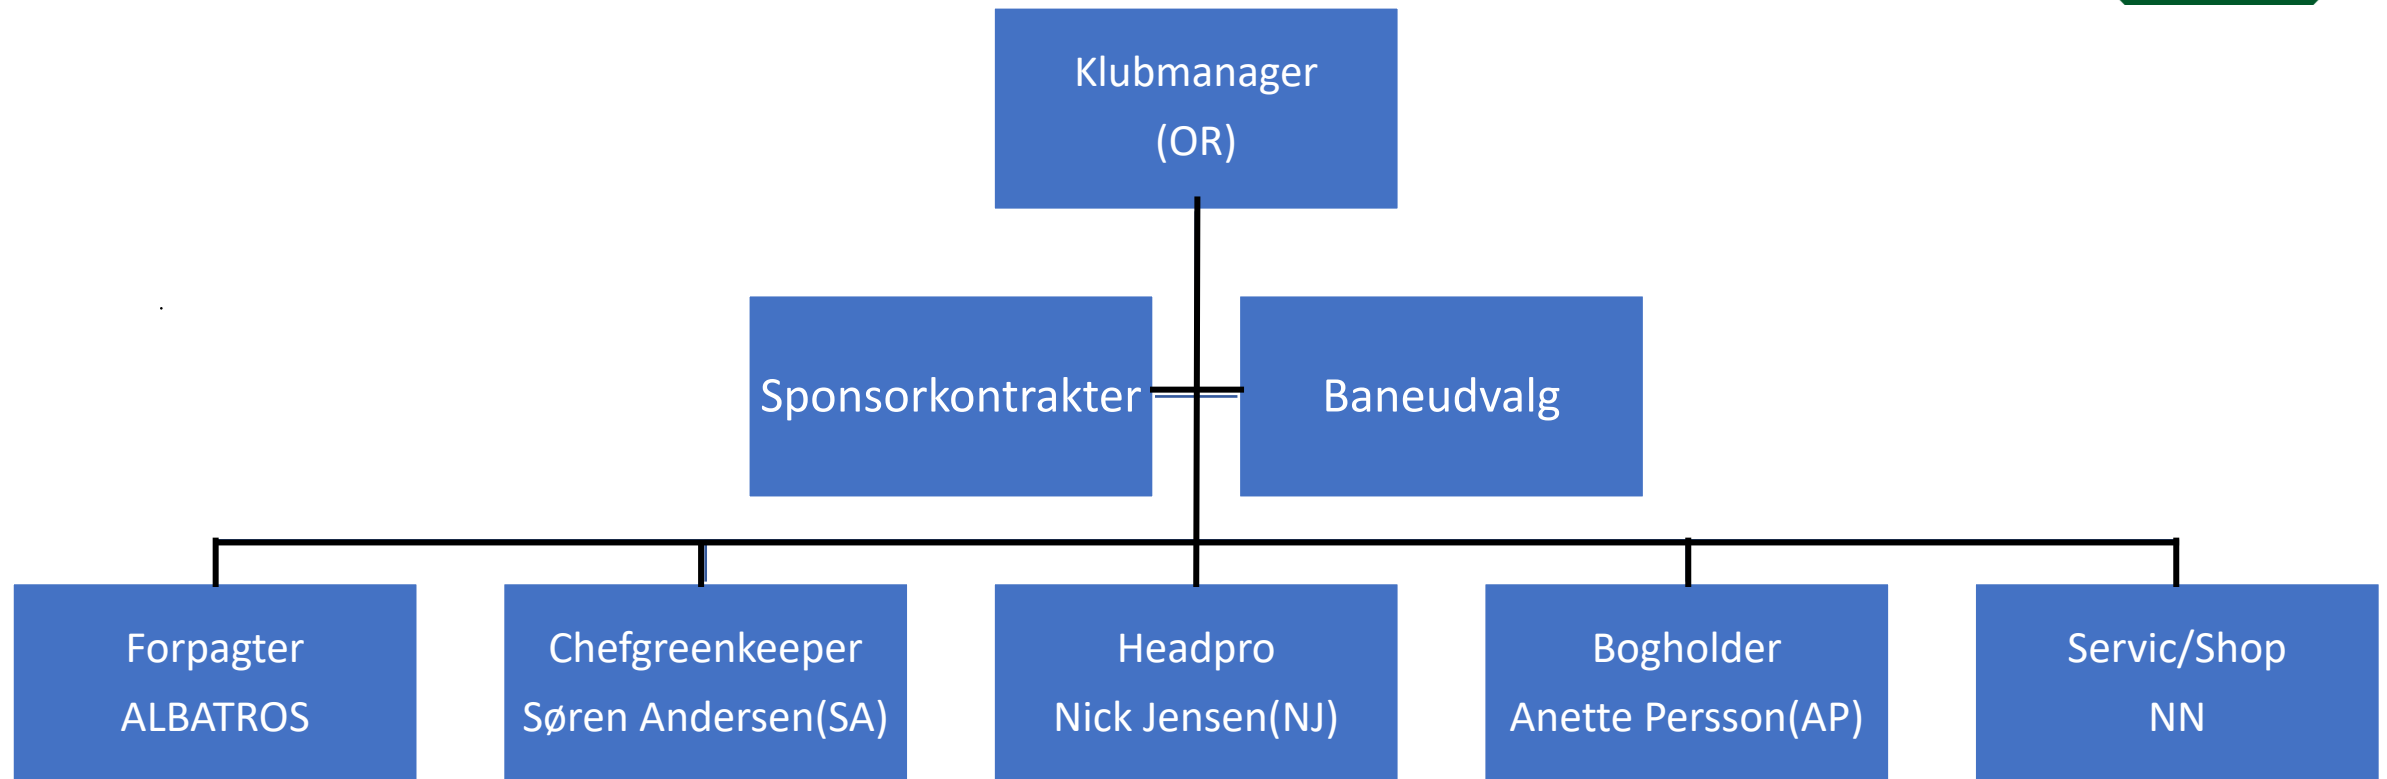 Klubmanager
(OR)
Sponsorkontrakter
Baneudvalg
Forpagter
ALBATROS
Chefgreenkeeper
Søren Andersen(SA)
Headpro
Nick Jensen(NJ)
Bogholder
Anette Persson(AP)
Servic/Shop
NN